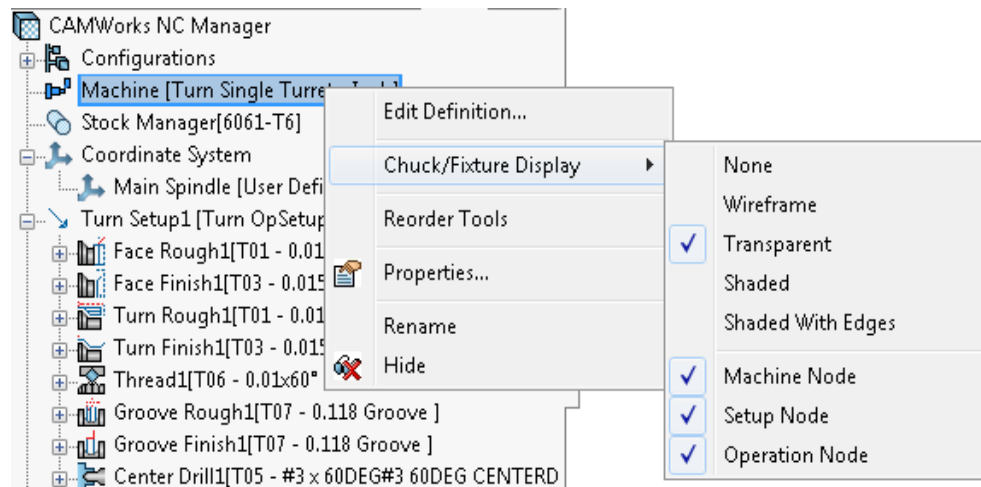 CAMWorks NC Manager
Configurations
Machine [Turn Single Turret
Stock Manager[6061-T6]
Coordinate System
Main Spindle [User Defi
Turn Setup1 [Turn OpSetup
Face Rough1[T01 - 0.01
Face Finish1[T03 - 0.015
Turn Rough1[T01 - 0.01
Turn Finish1[T03 - 0.015
Thread1[T06 - 0.01x60°
Groove Rough1[T07 - 0.118 Groove ]
Groove Finish1[T07 - 0.118 Groove ]
Center Drill1[T05 - #3 x 60DEG#3 60DEG CENTERD
Edit Definition...
Chuck/Fixture Display
Reorder Tools
Properties...
Rename
Hide
None
Wireframe
Transparent
Shaded
Shaded With Edges
Machine Node
Setup Node
Operation Node